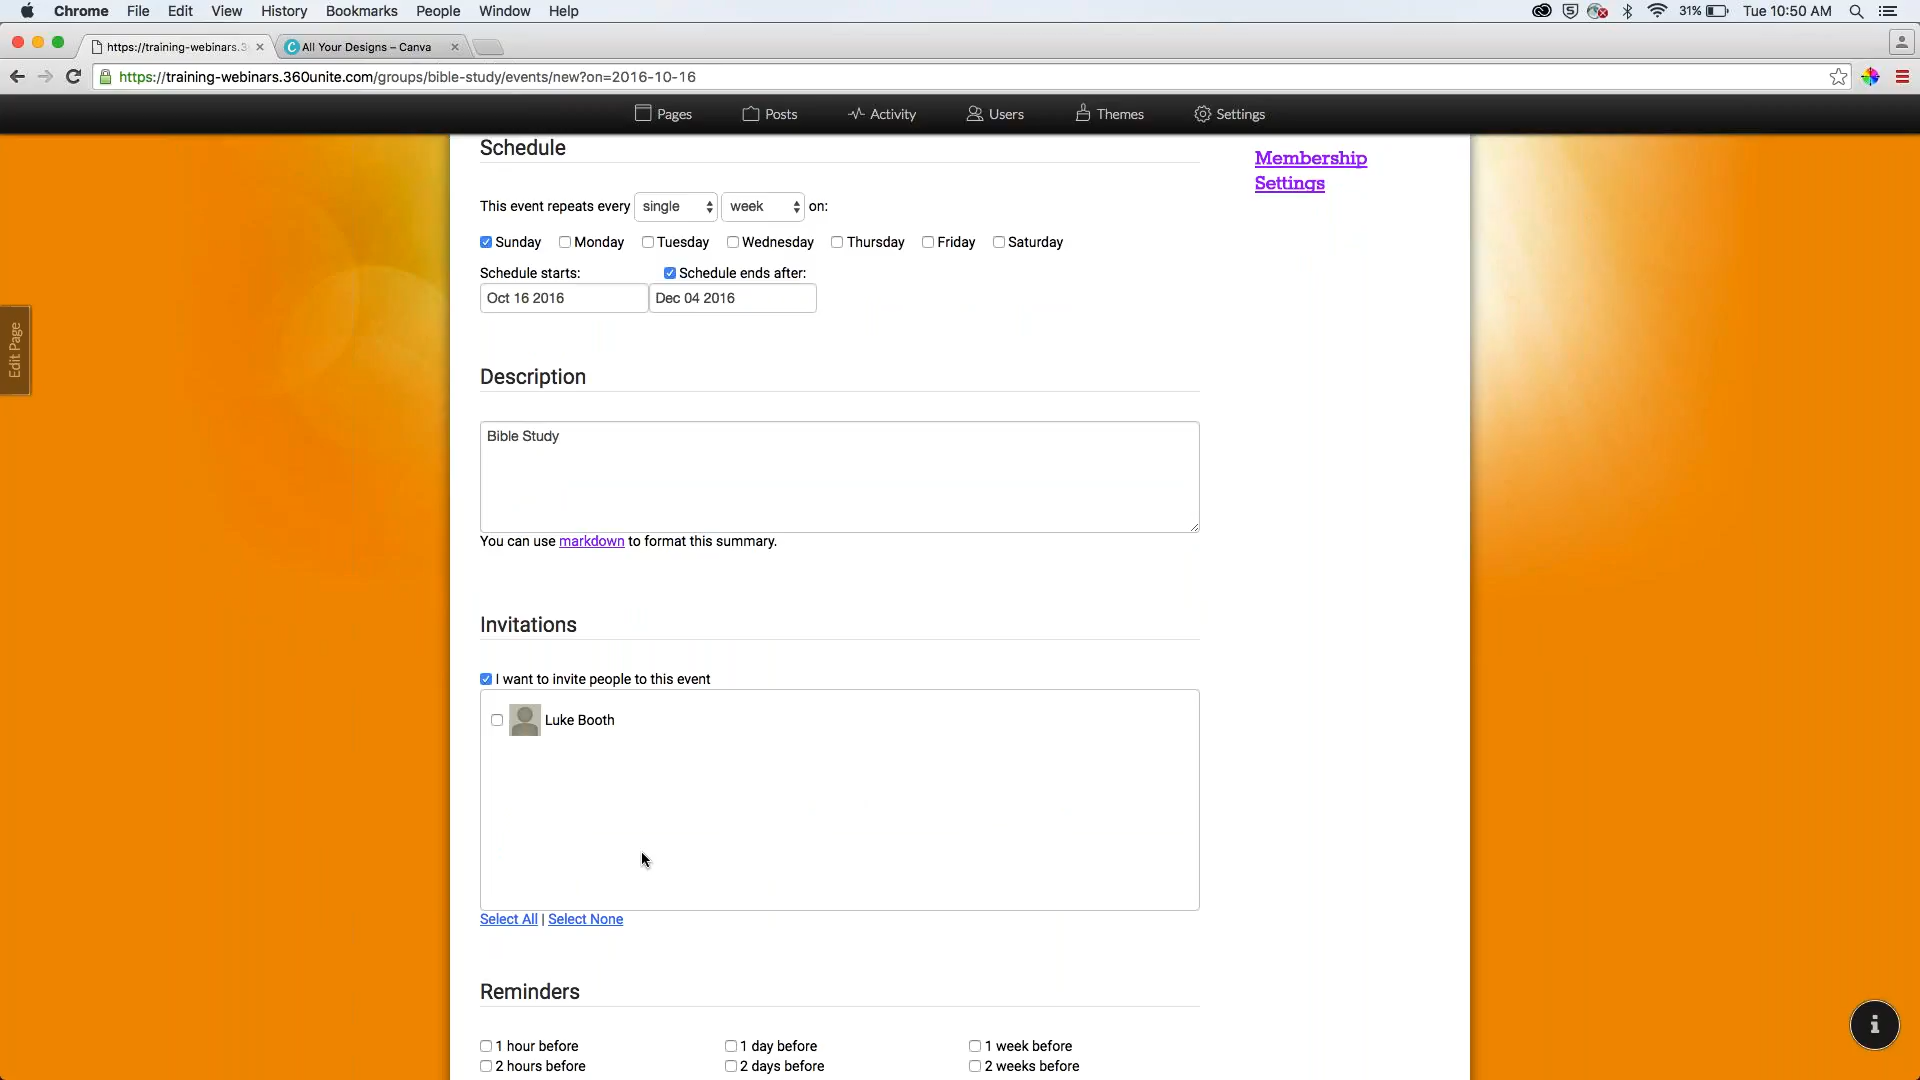 Chrome File Edit View History Bookmarks People Window Help 31% Tue 10:50 AM
https://training-webinars.3 All Your Designs – Canva
https://training-webinars.360unite.com/groups/bible-study/events/new?on=2016-10-16
Pages Posts Activity Users Themes Settings
Schedule
Membership
Settings
This event repeats every single week on:
Sunday Monday Tuesday Wednesday Thursday Friday Saturday
Schedule starts: Schedule ends after:
Oct 16 2016 Dec 04 2016
Edit Page
Description
Bible Study
You can use markdown to format this summary.
Invitations
I want to invite people to this event
Luke Booth
Select All | Select None
Reminders
1 hour before 1 day before 1 week before
2 hours before 2 days before 2 weeks before